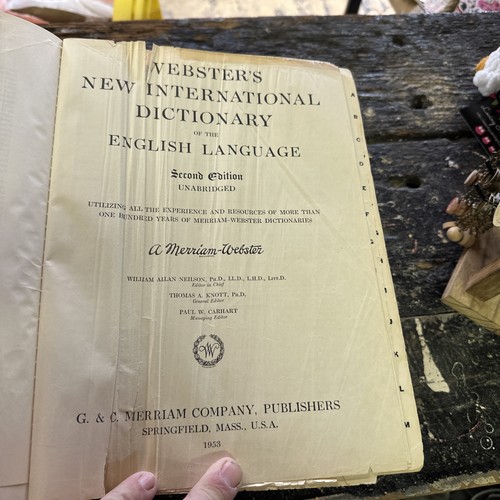 WEBSTER'S
NEW INTERNATIONAL
DICTIONARY
OF THE
ENGLISH LANGUAGE
Second Edition
UNABRIDGED
UTILIZING ALL THE EXPERIENCE AND RESOURCES OF MORE THAN
ONE HUNDRED YEARS OF MERRIAM-WEBSTER DICTIONARIES
A Merriam-Webster
WILLIAM ALLAN NEILSON, PH.D., LL.D., L.H.D., LITT.D.
Editor in Chief
THOMAS A. KNOTT, PH.D.
General Editor
PAUL W. CARHART
Managing Editor
W
G. & C. MERRIAM COMPANY, PUBLISHERS
SPRINGFIELD, MASS., U.S.A.
1953
A
B
C
D
E
F
J
K
L